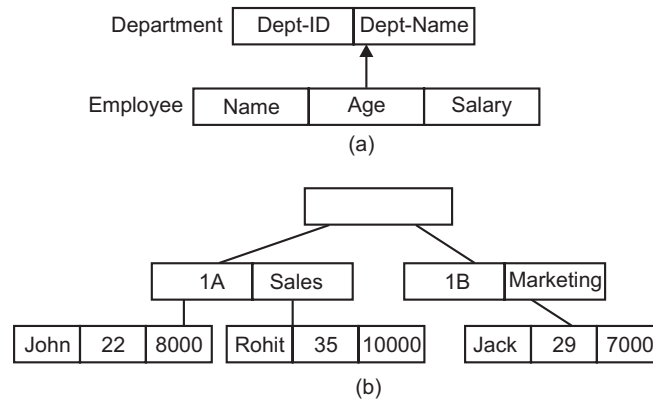 Department Dept-ID Dept-Name
Employee Name Age Salary
(a)
1A Sales 1B Marketing
John 22 8000 Rohit 35 10000 Jack 29 7000
(b)